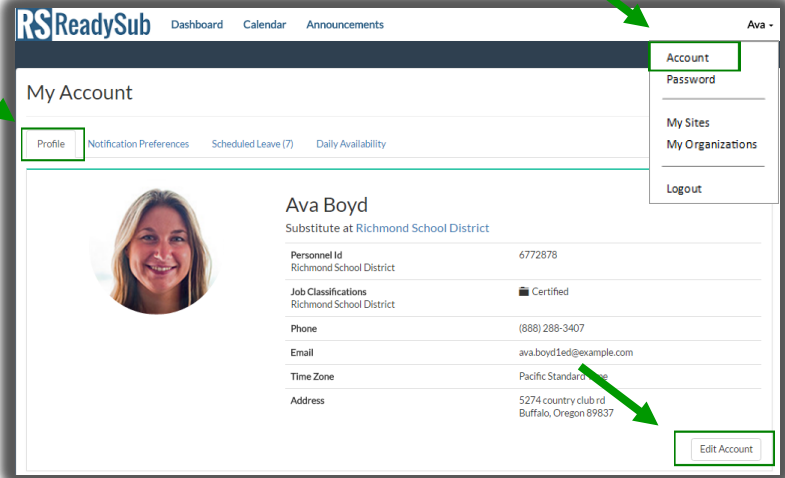 RS ReadySub Dashboard Calendar Announcements Ava
Account
Password
My Sites
My Organizations
Logout
My Account
Profile Notification Preferences Scheduled Leave (7) Daily Availability
Ava Boyd
Substitute at Richmond School District
Personnel Id 6772878
Richmond School District
Job Classifications Certified
Richmond School District
Phone (888) 288-3407
Email ava.boyd1ed@example.com
Time Zone Pacific Standard Time
Address 5274 country club rd
Buffalo, Oregon 89837
Edit Account